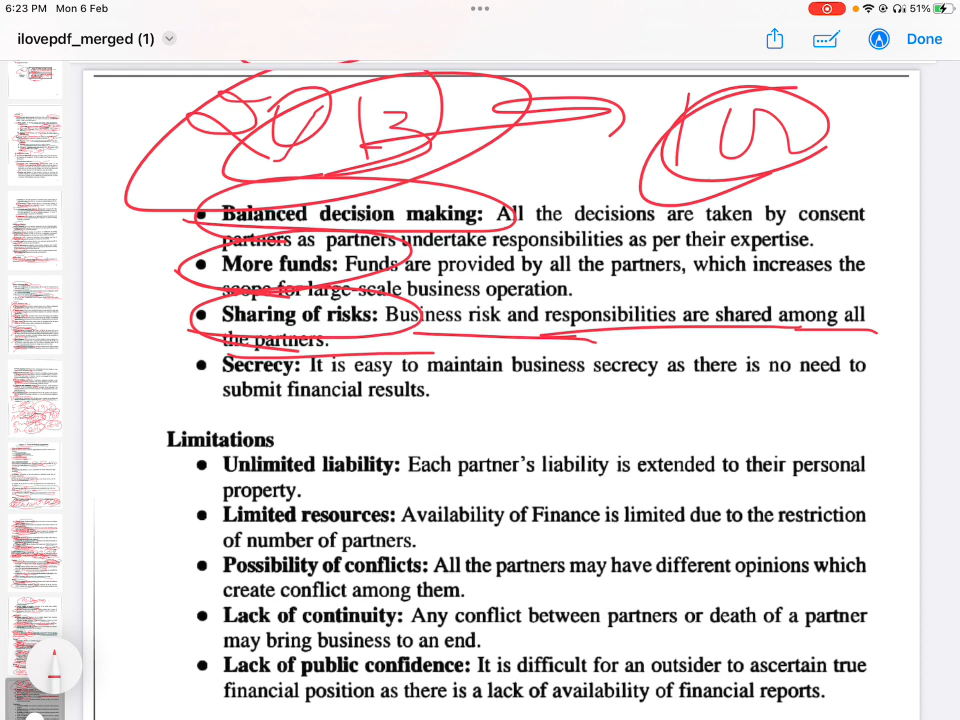 6:23 PM Mon 6 Feb
51%
ilovepdf_merged (1)
Done
Balanced decision making: All the decisions are taken by consent
partners as partners undertake responsibilities as per their expertise.
More funds: Funds are provided by all the partners, which increases the
scope for large-scale business operation.
Sharing of risks: Business risk and responsibilities are shared among all
the partners.
Secrecy: It is easy to maintain business secrecy as there is no need to
submit financial results.
Limitations
Unlimited liability: Each partner's liability is extended to their personal
property.
Limited resources: Availability of Finance is limited due to the restriction
of number of partners.
Possibility of conflicts: All the partners may have different opinions which
create conflict among them.
Lack of continuity: Any conflict between partners or death of a partner
may bring business to an end.
Lack of public confidence: It is difficult for an outsider to ascertain true
financial position as there is a lack of availability of financial reports.